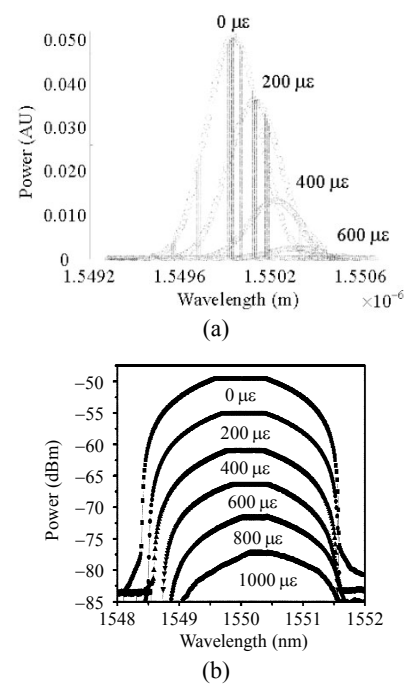 0 με
0.050
200 με
0.040
0.030
400 με
0.020
0.010
600 με
0
1.5492 1.5496 1.5502 1.5506
Wavelength (m) ×10⁻⁶
Power (AU)
(a)
−50
0 με
−55
200 με
−60
400 με
−65
600 με
−70
800 με
−75
1000 με
−80
−85
1548 1549 1550 1551 1552
Wavelength (nm)
Power (dBm)
(b)